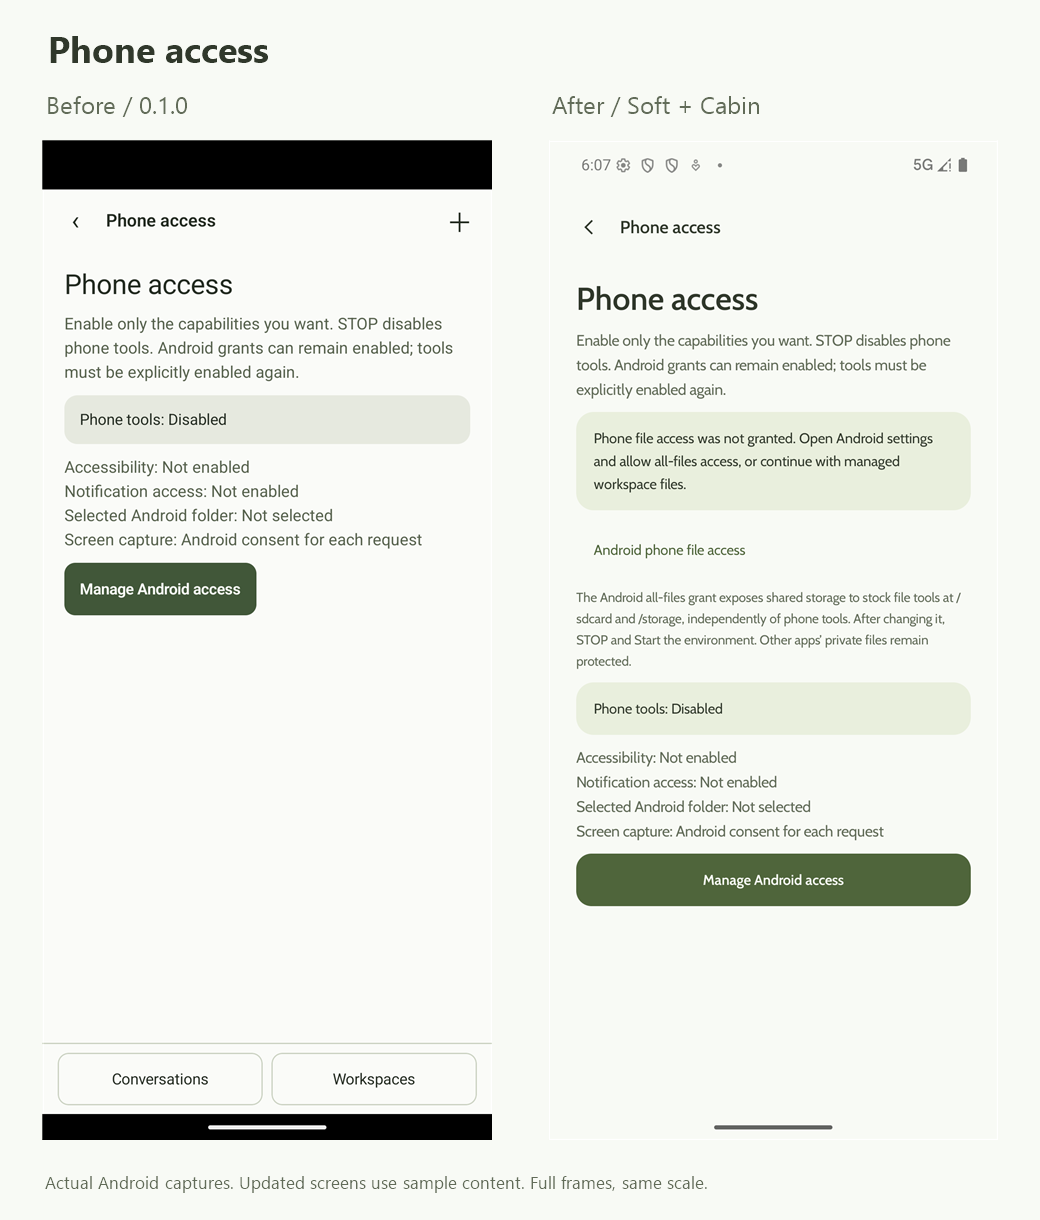 Phone access
Before / 0.1.0
Phone access
Phone access
Enable only the capabilities you want. STOP disables
phone tools. Android grants can remain enabled; tools
must be explicitly enabled again.
Phone tools: Disabled
Accessibility: Not enabled
Notification access: Not enabled
Selected Android folder: Not selected
Screen capture: Android consent for each request
Manage Android access
Conversations
Workspaces
After / Soft + Cabin
6:07
5G
Phone access
Phone access
Enable only the capabilities you want. STOP disables phone
tools. Android grants can remain enabled; tools must be
explicitly enabled again.
Phone file access was not granted. Open Android settings
and allow all-files access, or continue with managed
workspace files.
Android phone file access
The Android all-files grant exposes shared storage to stock file tools at /
sdcard and /storage, independently of phone tools. After changing it,
STOP and Start the environment. Other apps' private files remain
protected.
Phone tools: Disabled
Accessibility: Not enabled
Notification access: Not enabled
Selected Android folder: Not selected
Screen capture: Android consent for each request
Manage Android access
Actual Android captures. Updated screens use sample content. Full frames, same scale.